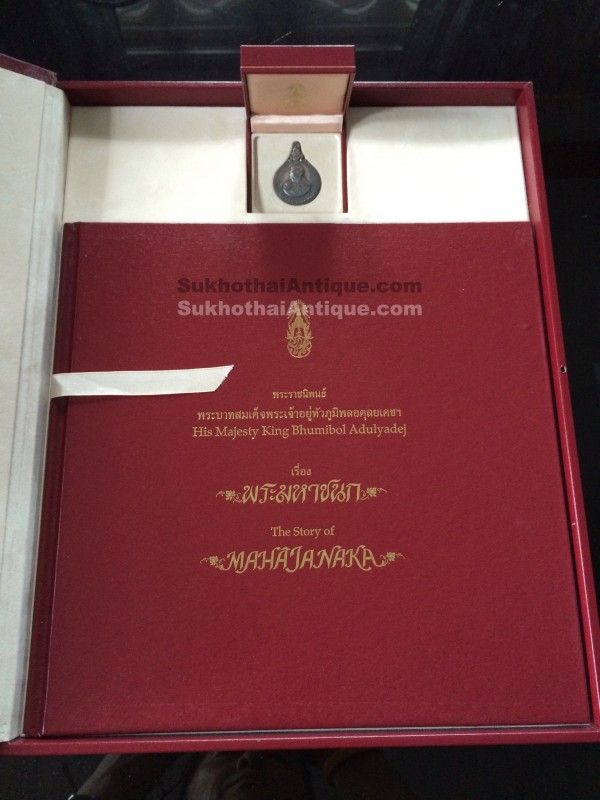 SukhothaiAntique.com
SukhothaiAntique.com
พระราชนิพนธ์
พระบาทสมเด็จพระเจ้าอยู่หัวภูมิพลอดุลยเดชฯ
His Majesty King Bhumibol Adulyadej
เรื่อง
พระมหาชนก
The Story of
MAHAJANAKA